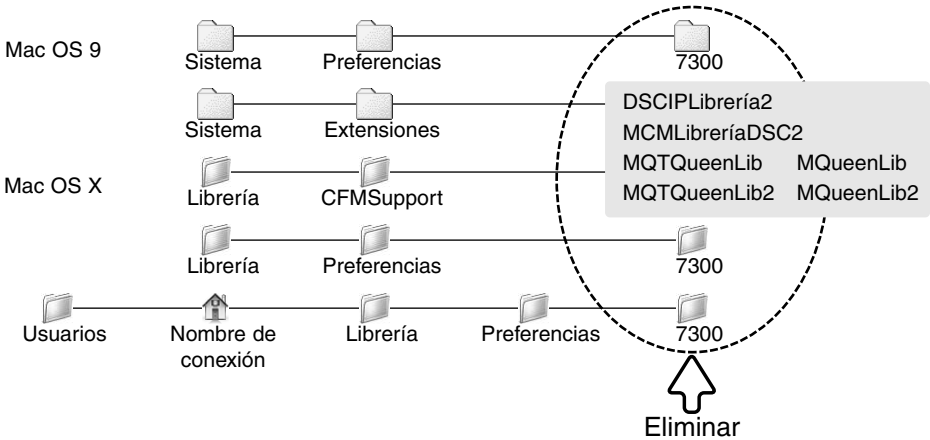 Mac OS 9
Sistema Preferencias 7300
Sistema Extensiones
DSCIPLibrería2
MCMLibreríaDSC2
MQTQueenLib MQueenLib
MQTQueenLib2 MQueenLib2
Mac OS X
Librería CFMSupport
Librería Preferencias 7300
Usuarios Nombre de conexión Librería Preferencias 7300
Eliminar